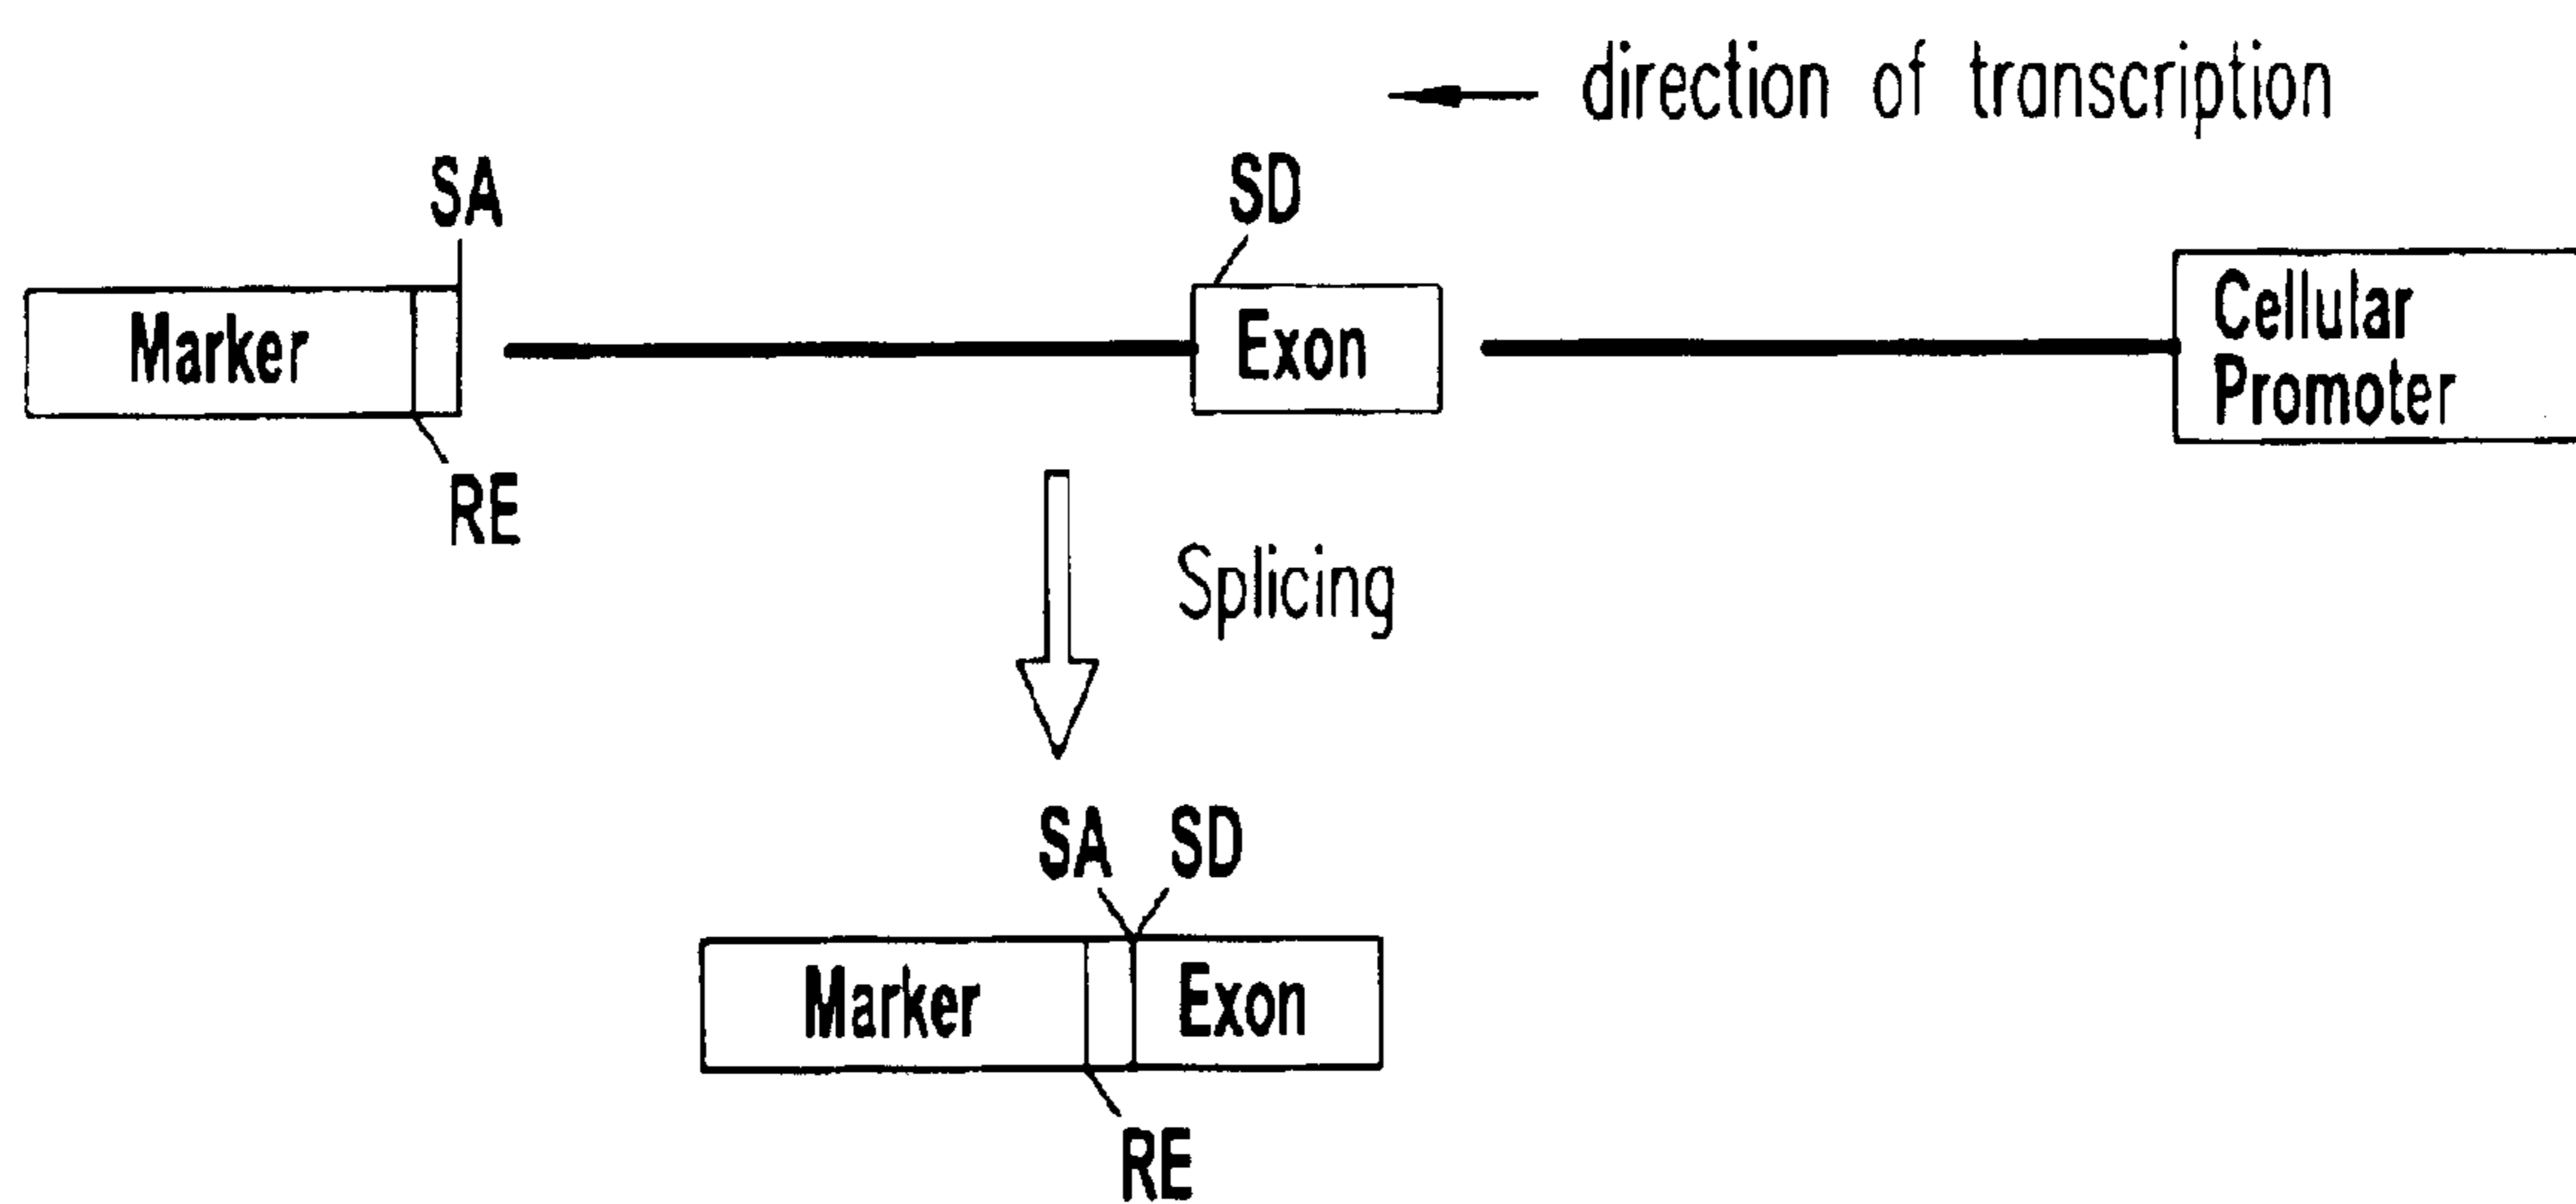 direction of transcription
SA
SD
Marker
Exon
Cellular
Promoter
RE
Splicing
SA SD
Marker
Exon
RE